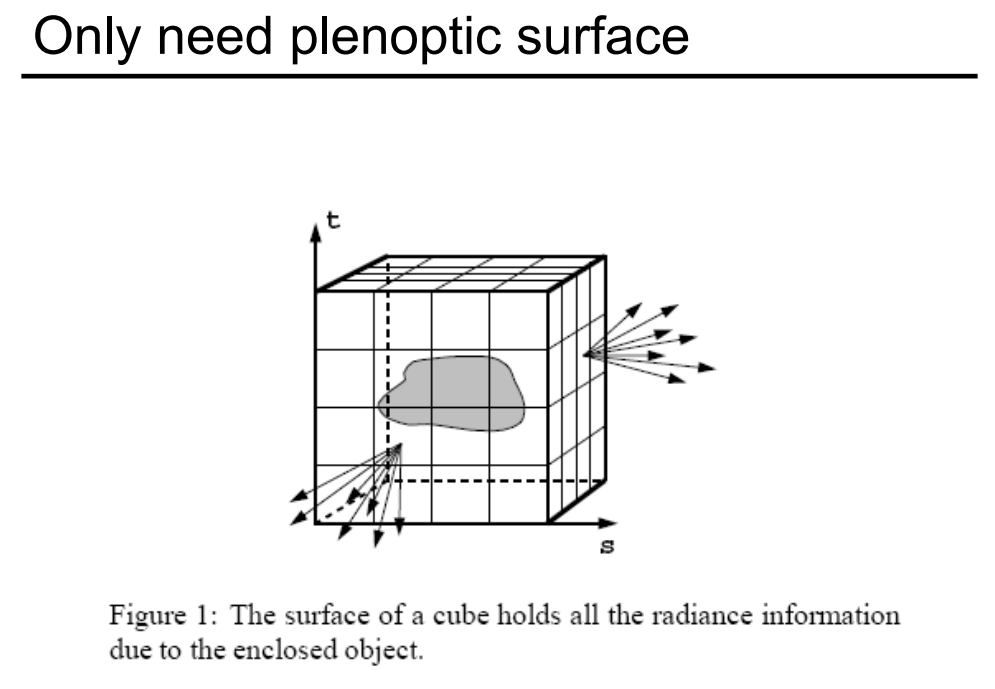 Only need plenoptic surface
t
s
Figure 1: The surface of a cube holds all the radiance information
due to the enclosed object.